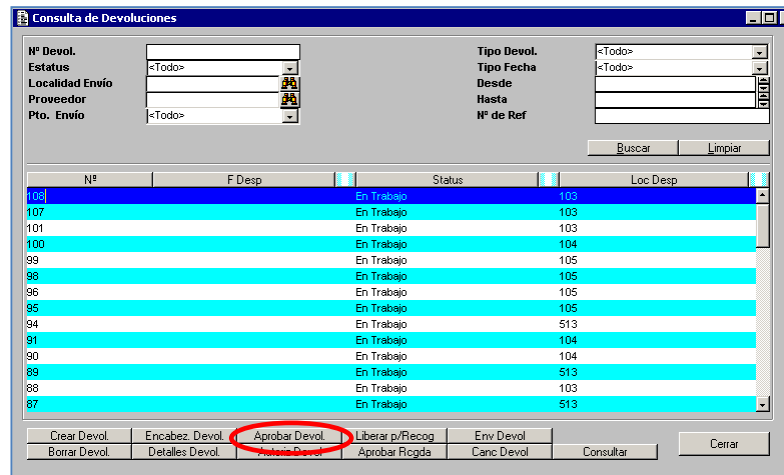 Consulta de Devoluciones
Nº Devol.
Tipo Devol. <Todo>
Estatus <Todo>
Tipo Fecha <Todo>
Localidad Envío
Desde
Proveedor
Hasta
Pto. Envío <Todo>
Nº de Ref
Buscar Limpiar
Nº F Desp Status Loc Desp
108 En Trabajo 103
107 En Trabajo 103
101 En Trabajo 103
100 En Trabajo 104
99 En Trabajo 105
98 En Trabajo 105
96 En Trabajo 105
95 En Trabajo 105
94 En Trabajo 513
91 En Trabajo 104
90 En Trabajo 104
89 En Trabajo 513
88 En Trabajo 103
87 En Trabajo 513
Crear Devol. Encabez. Devol. Aprobar Devol. Liberar p/Recog Env Devol
Cerrar
Borrar Devol. Detalles Devol. Devol Aprobar Rcgda Canc Devol Consultar